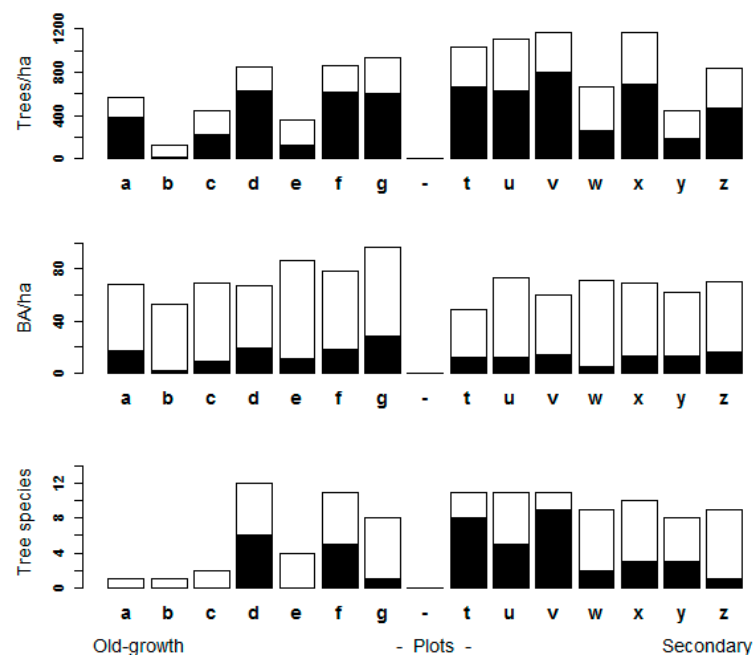 Trees/ha
1200
800
400
0
a b c d e f g - t u v w x y z
BA/ha
80
40
0
a b c d e f g - t u v w x y z
Tree species
12
8
4
0
a b c d e f g - t u v w x y z
Old-growth - Plots - Secondary